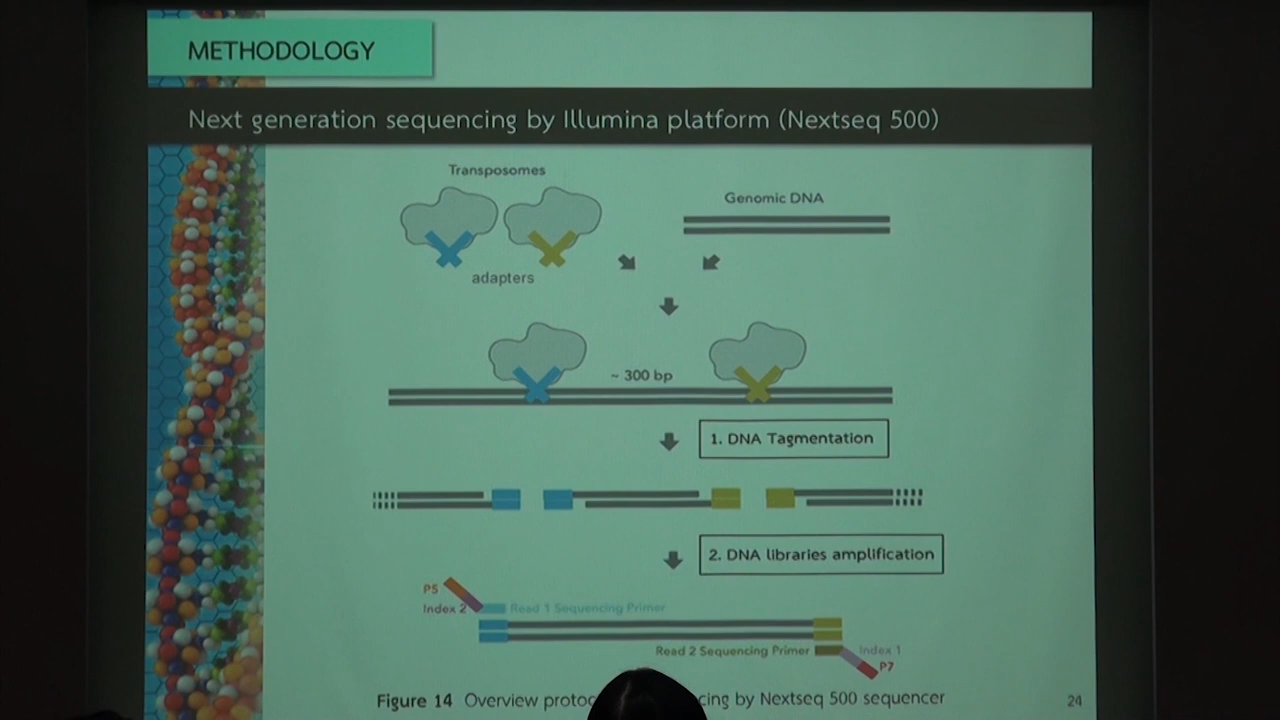 METHODOLOGY
Next generation sequencing by Illumina platform (Nextseq 500)
Transposomes
Genomic DNA
adapters
~ 300 bp
1. DNA Tagmentation
2. DNA libraries amplification
P5
Index 2
Read 1 Sequencing Primer
Read 2 Sequencing Primer
Index 1
P7
Figure 14 Overview cing by Nextseq 500 sequencer
24